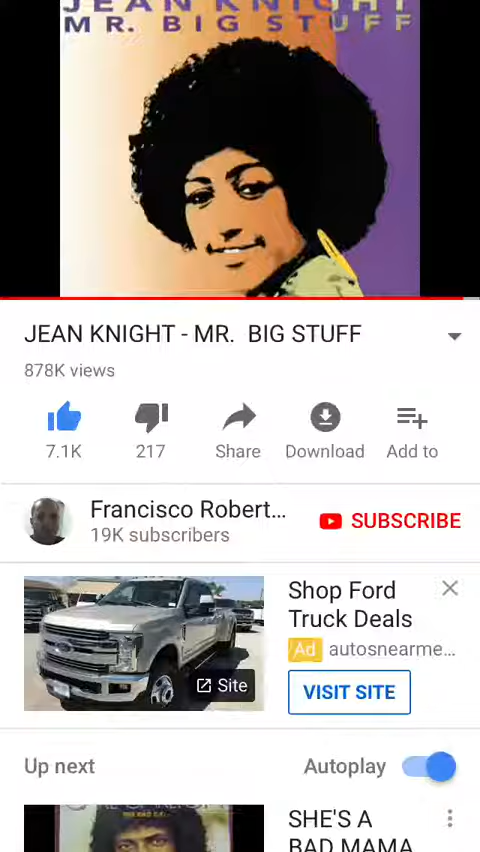 JEAN KNIGHT
MR. BIG STUFF
JEAN KNIGHT - MR.  BIG STUFF
878K views
7.1K
217
Share
Download
Add to
Francisco Robert...
19K subscribers
SUBSCRIBE
Shop Ford
Truck Deals
Ad autosnearme...
Site
VISIT SITE
Up next
Autoplay
SHE'S A
BAD MAMA